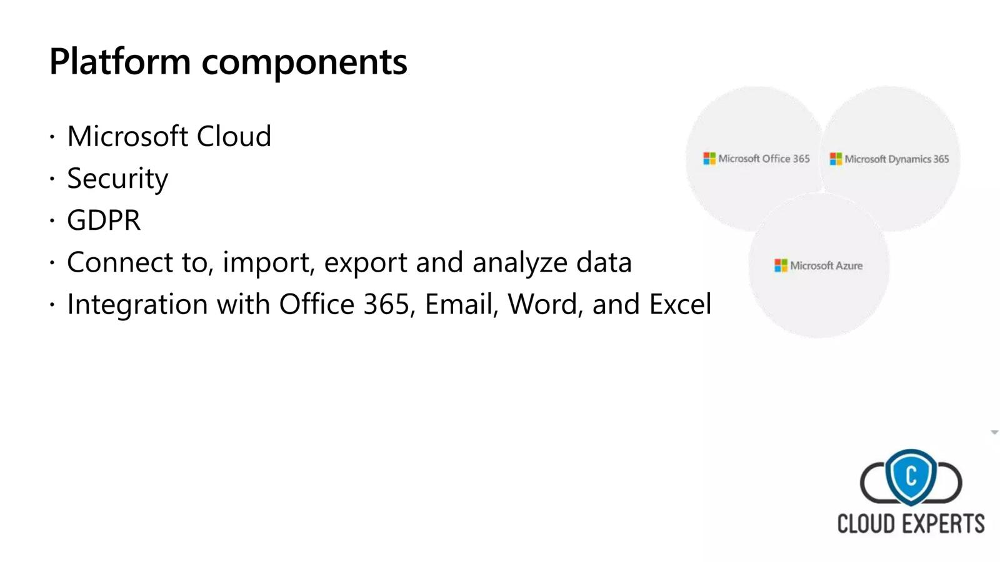 Platform components
· Microsoft Cloud
· Security
· GDPR
· Connect to, import, export and analyze data
· Integration with Office 365, Email, Word, and Excel
Microsoft Office 365
Microsoft Dynamics 365
Microsoft Azure
C
CLOUD EXPERTS